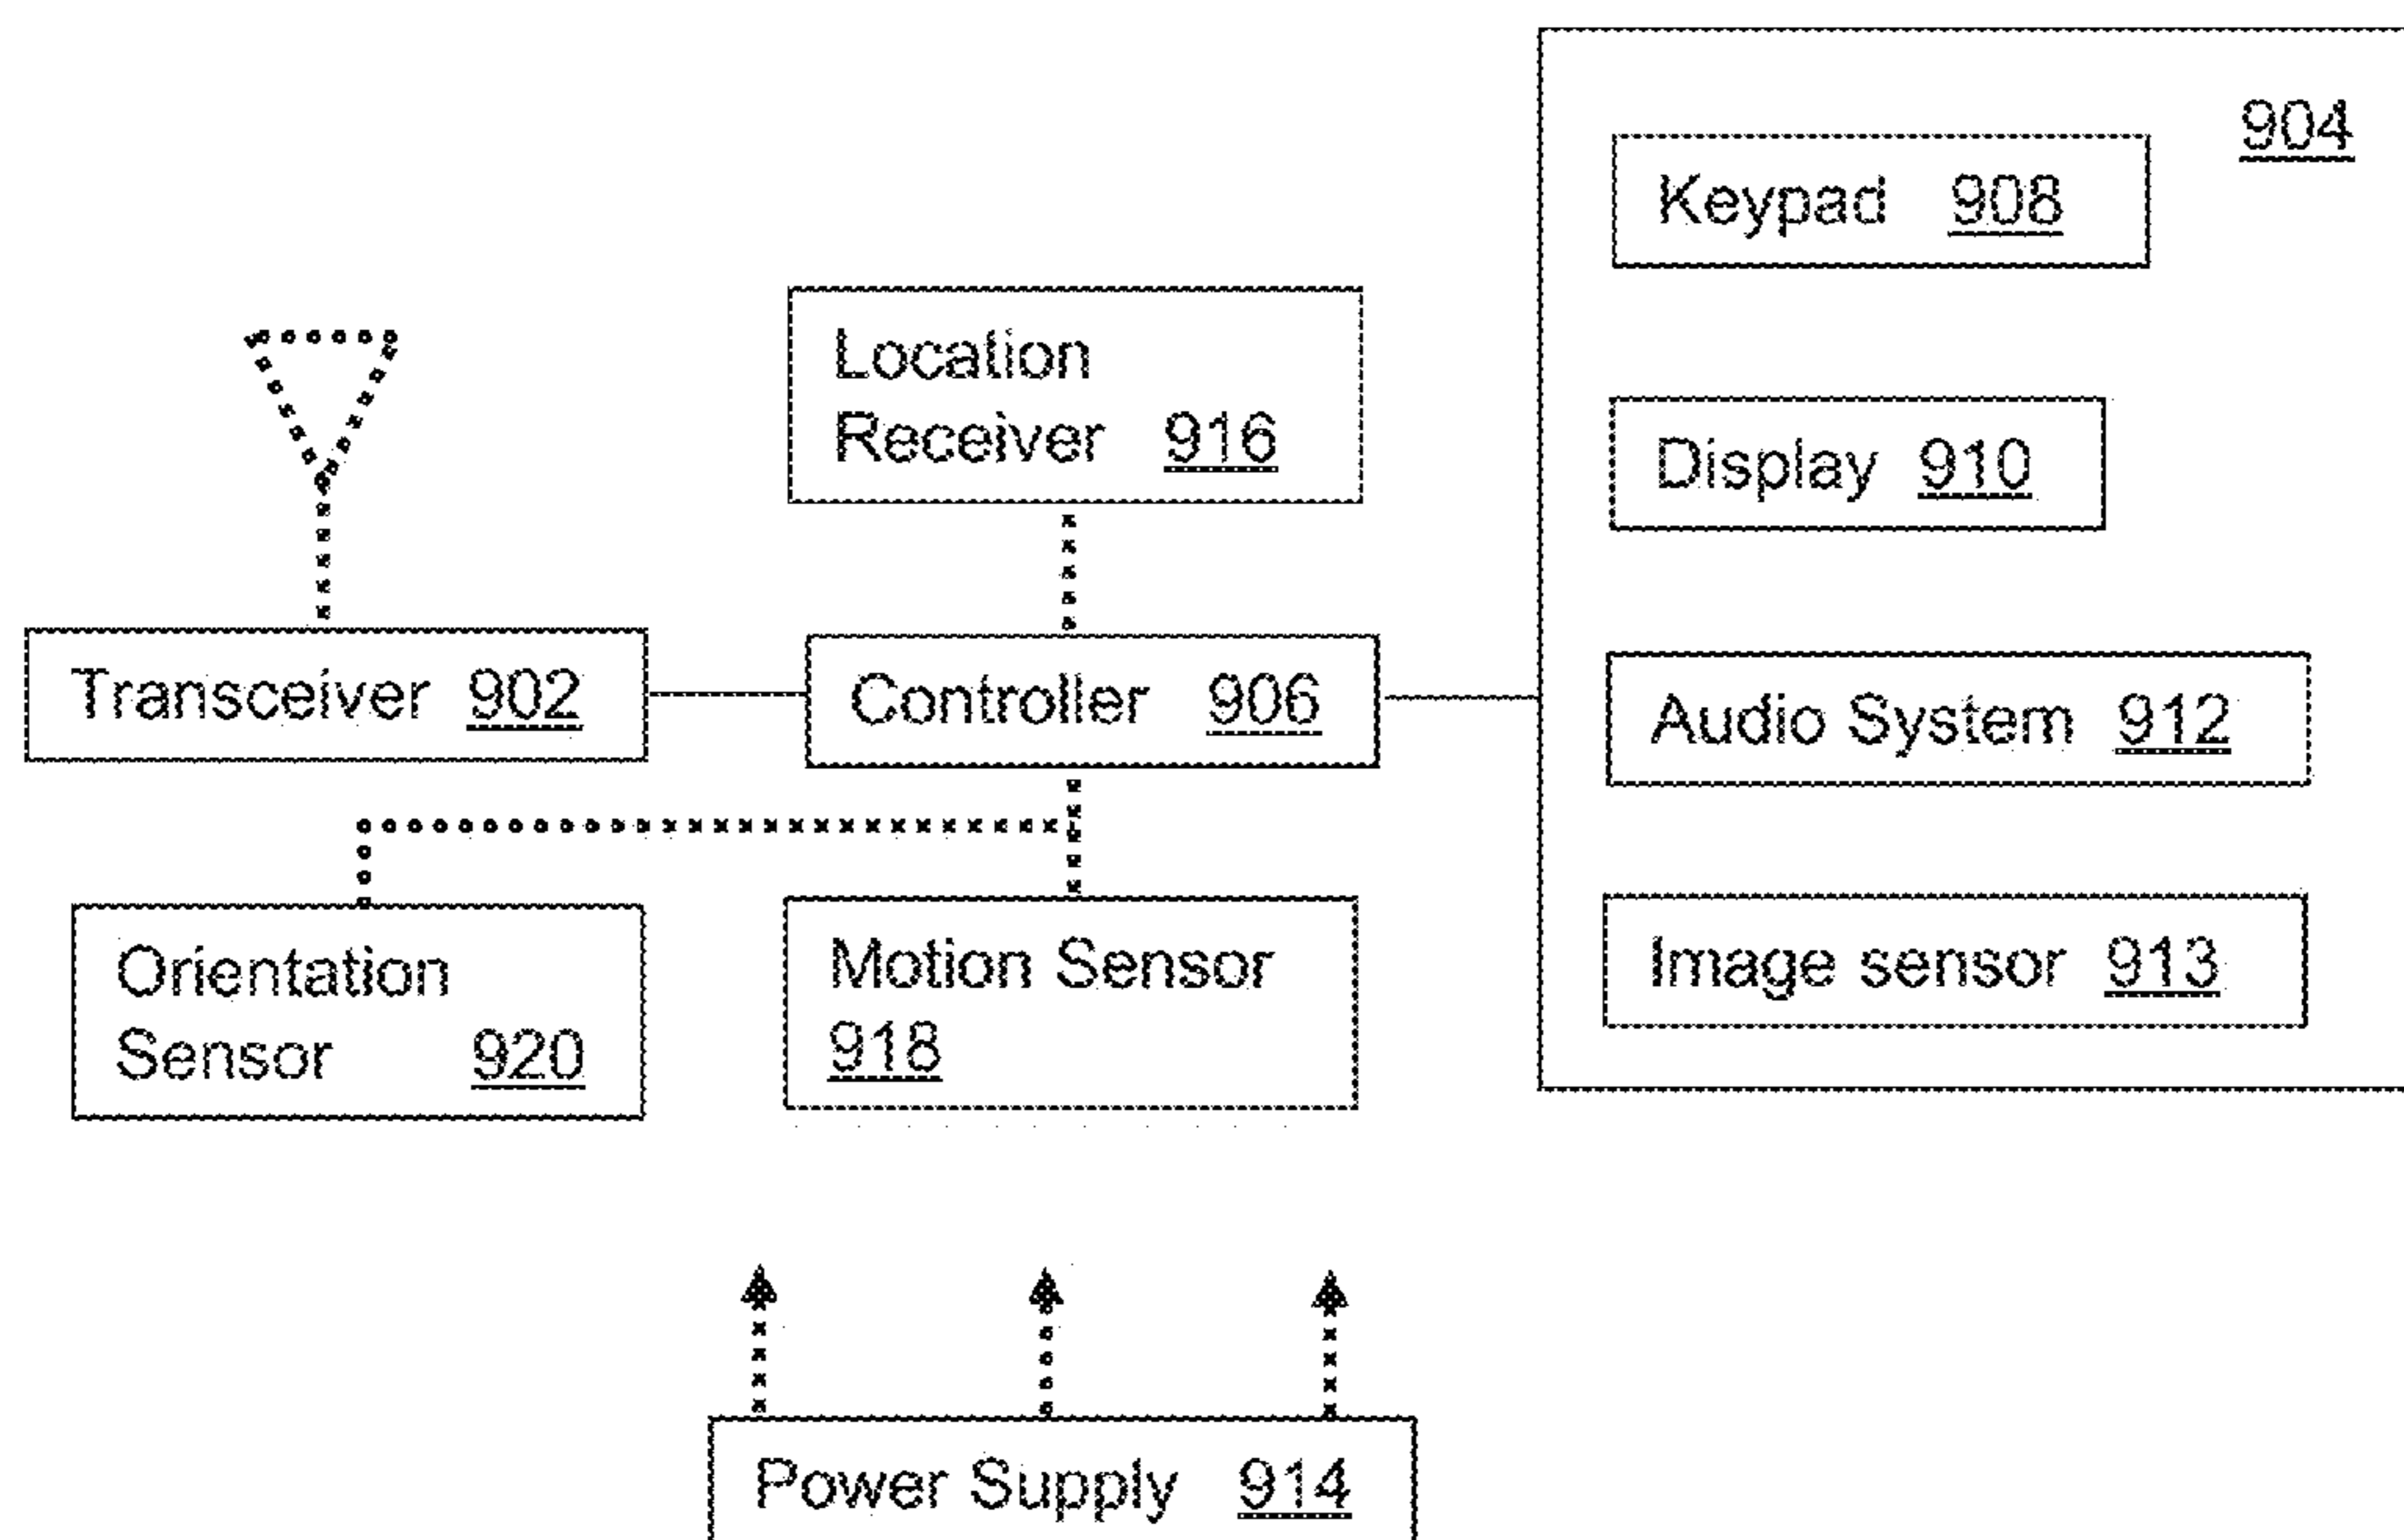 904
Keypad 908
Location
Receiver 916
Display 910
Transceiver 902
Controller 906
Audio System 912
Orientation
Sensor 920
Motion Sensor
918
Image sensor 913
Power Supply 914